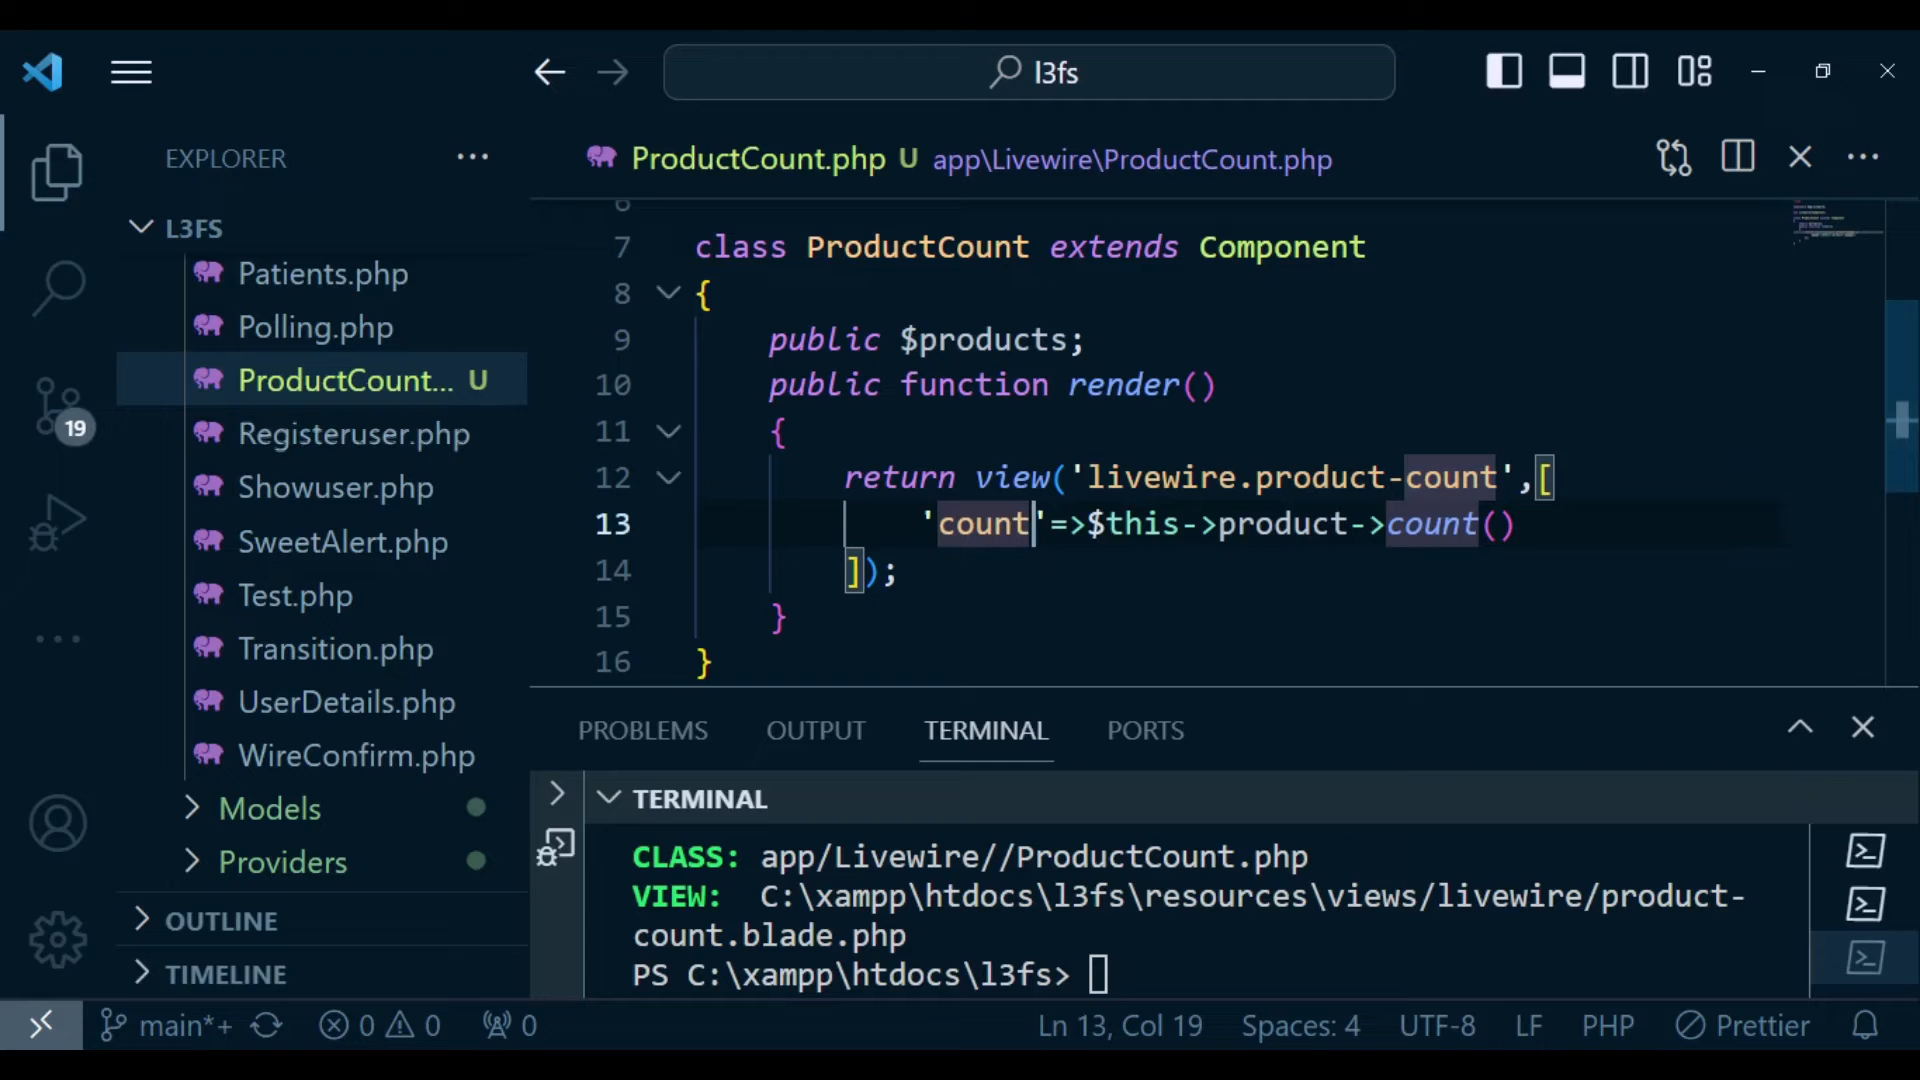 l3fs
EXPLORER
ProductCount.php U app\Livewire\ProductCount.php
L3FS
Patients.php
Polling.php
ProductCount... U
Registeruser.php
Showuser.php
SweetAlert.php
Test.php
Transition.php
UserDetails.php
WireConfirm.php
Models
Providers
OUTLINE
TIMELINE
19
6
7 class ProductCount extends Component
8 {
9 public $products;
10 public function render()
11 {
12 return view('livewire.product-count',[
13 'count'=>$this->product->count()
14 ]);
15 }
16 }
PROBLEMS OUTPUT TERMINAL PORTS
TERMINAL
CLASS: app/Livewire//ProductCount.php
VIEW: C:\xampp\htdocs\l3fs\resources\views/livewire/product-
count.blade.php
PS C:\xampp\htdocs\l3fs>
main*+ 0 0 0 Ln 13, Col 19 Spaces: 4 UTF-8 LF PHP Prettier